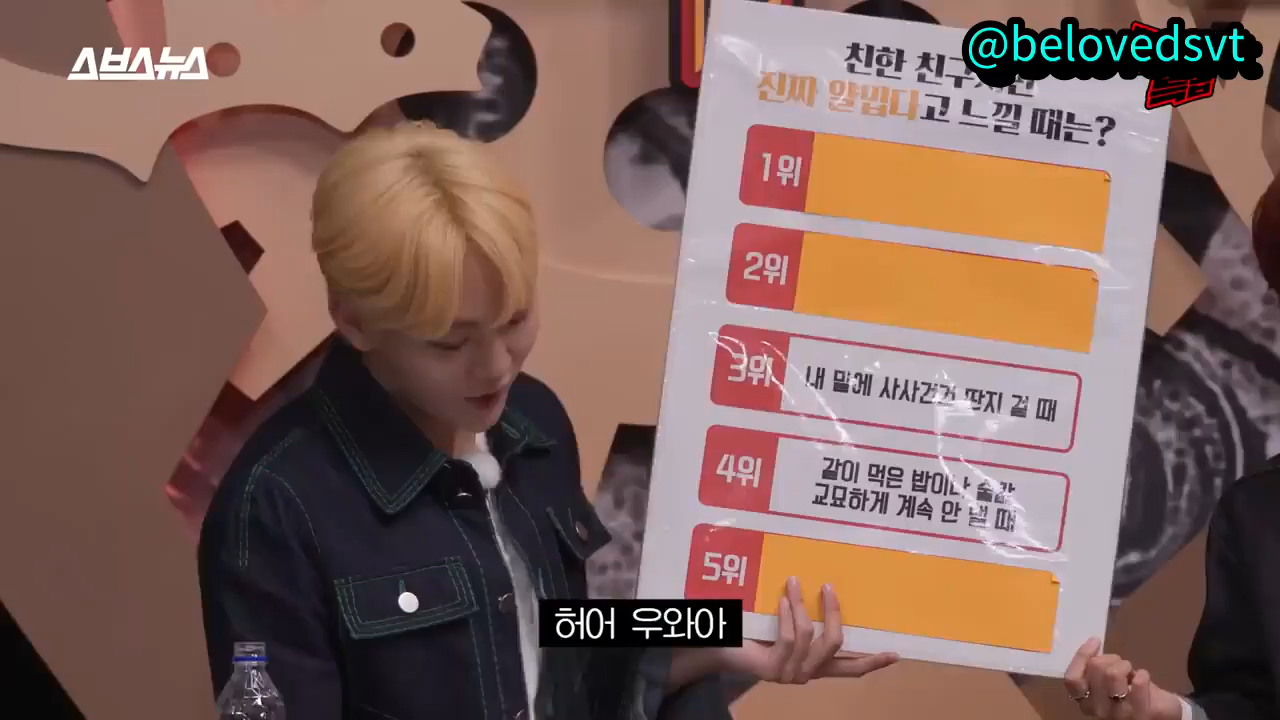 스브스뉴스
@belovedsvt
친한 친구지만
진짜 얄밉다고 느낄 때는?
1위
2위
3위
내 말에 사사건건 딴지 걸 때
4위
같이 먹은 밥이나 술값
교묘하게 계속 안 낼 때
5위
허어 우와아